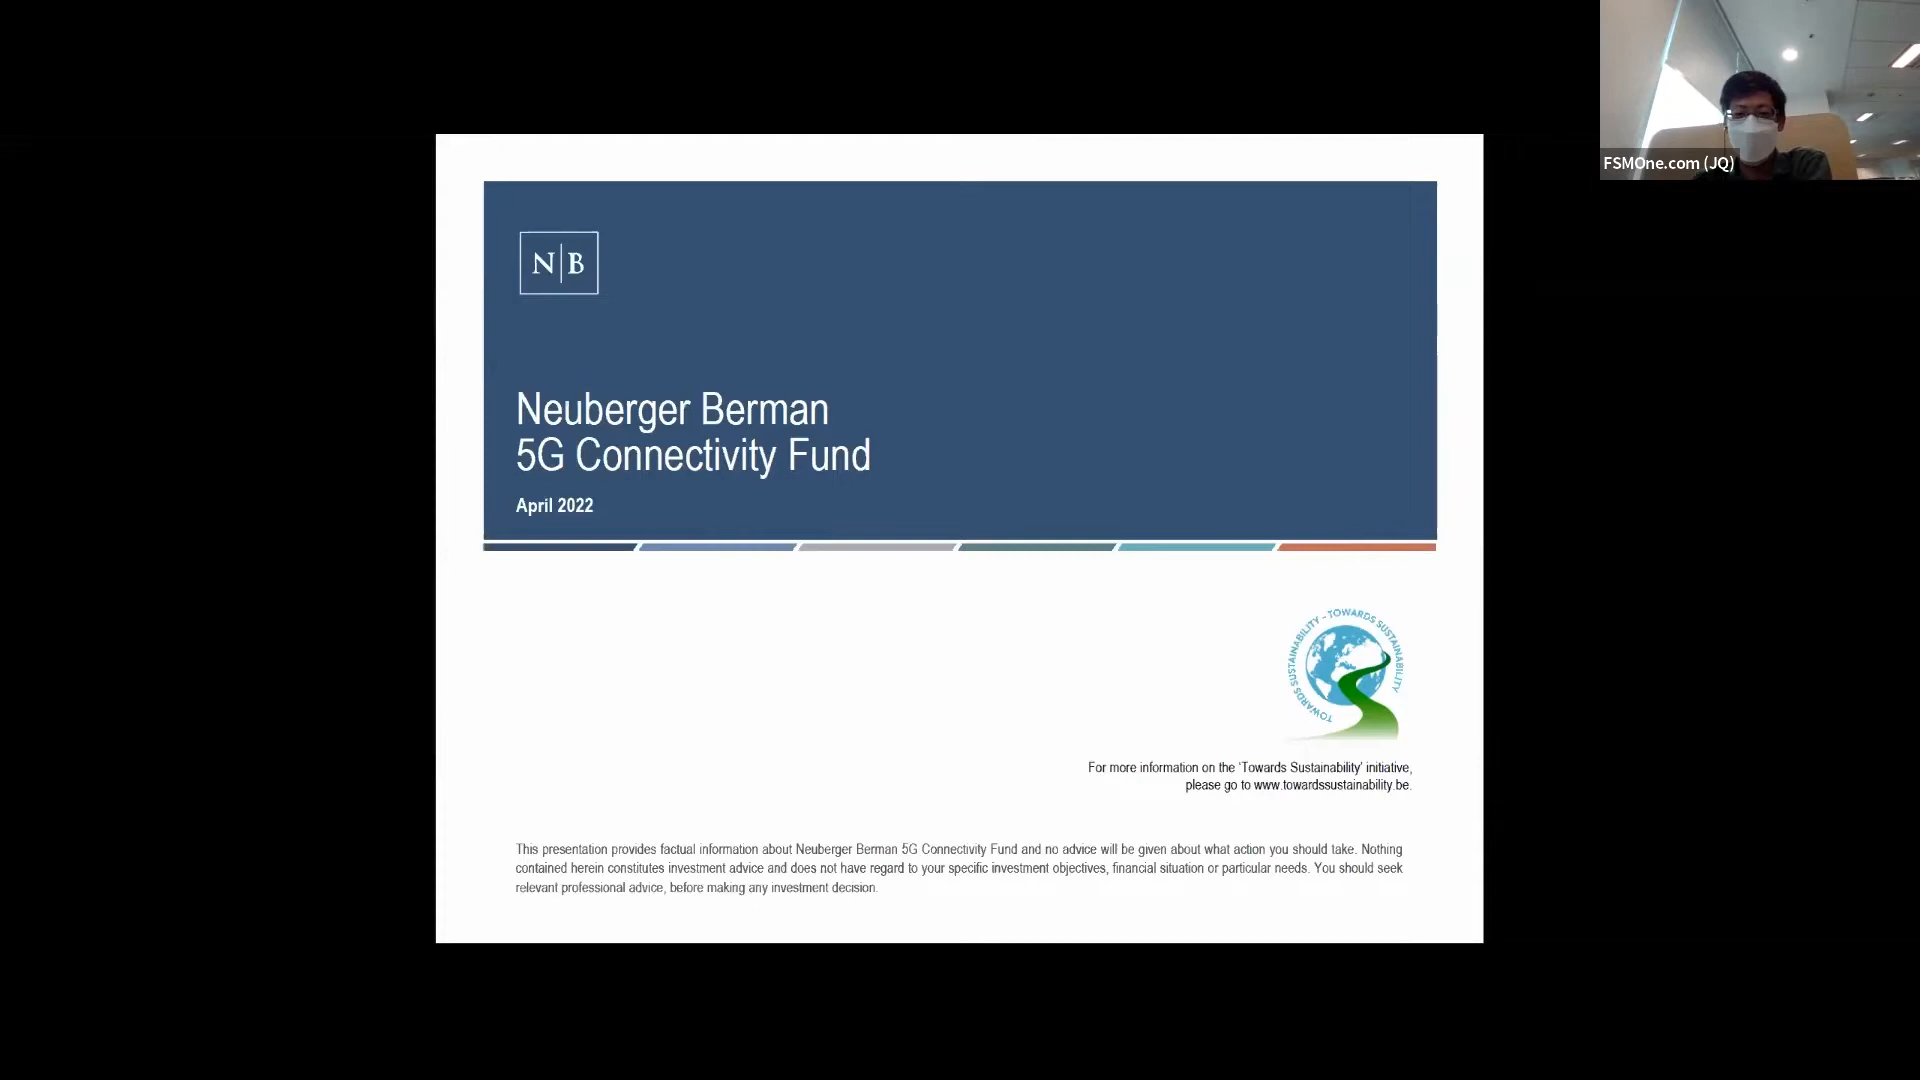 FSMOne.com (JQ)
N|B
Neuberger Berman
5G Connectivity Fund
April 2022
TOWARDS SUSTAINABILITY - TOWARDS SUSTAINABILITY
For more information on the ‘Towards Sustainability’ initiative,
please go to www.towardssustainability.be.
This presentation provides factual information about Neuberger Berman 5G Connectivity Fund and no advice will be given about what action you should take. Nothing
contained herein constitutes investment advice and does not have regard to your specific investment objectives, financial situation or particular needs. You should seek
relevant professional advice, before making any investment decision.